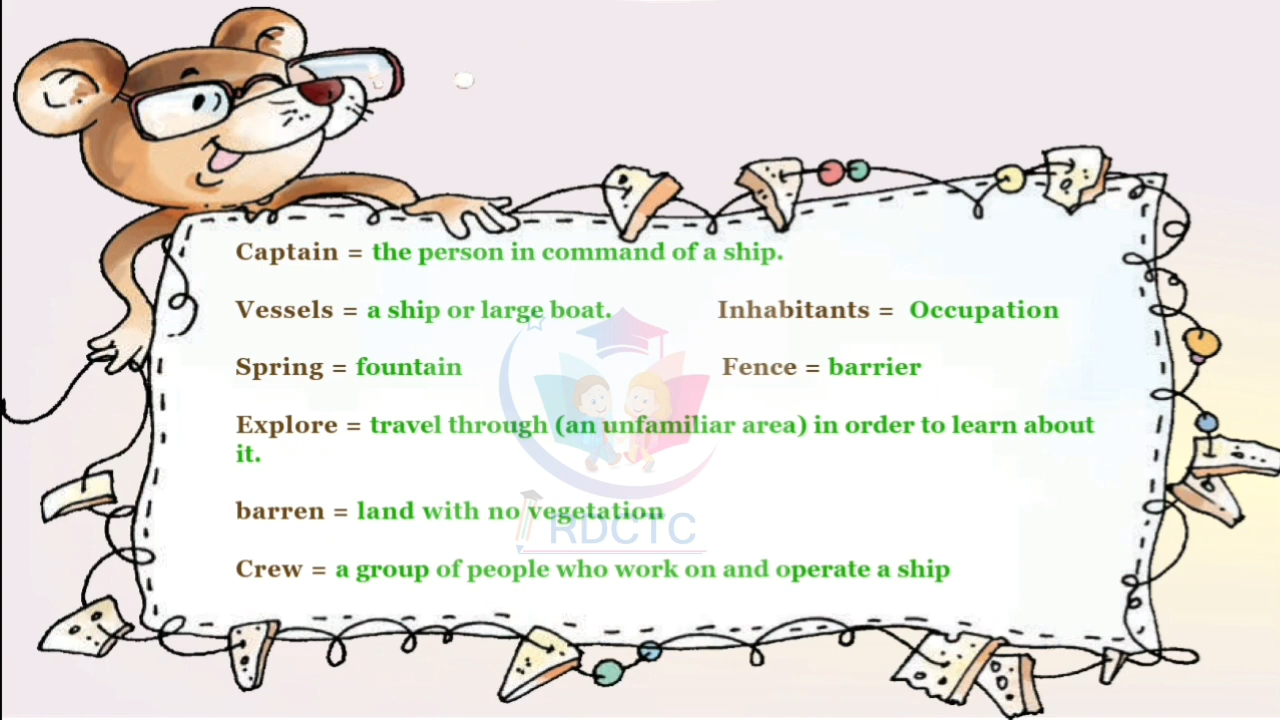 Captain = the person in command of a ship.
Vessels = a ship or large boat. Inhabitants = Occupation
Spring = fountain Fence = barrier
Explore = travel through (an unfamiliar area) in order to learn about
it.
barren = land with no vegetation
RDCTC
Crew = a group of people who work on and operate a ship